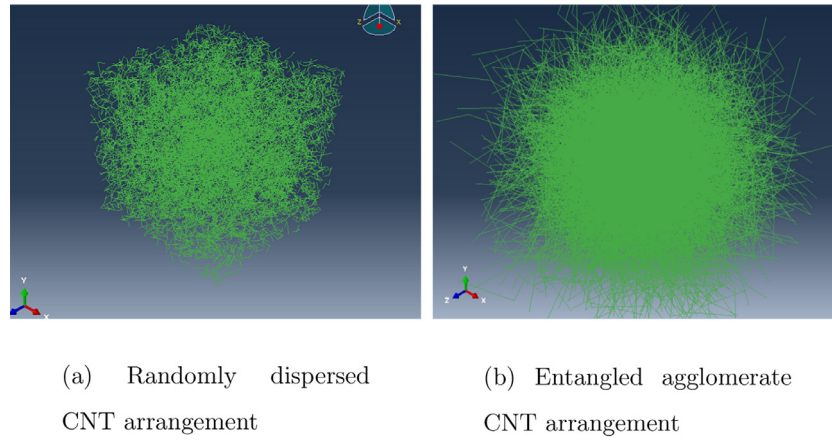 Z
X
Y
X
Y
Z
X
(a) Randomly dispersed
CNT arrangement
(b) Entangled agglomerate
CNT arrangement